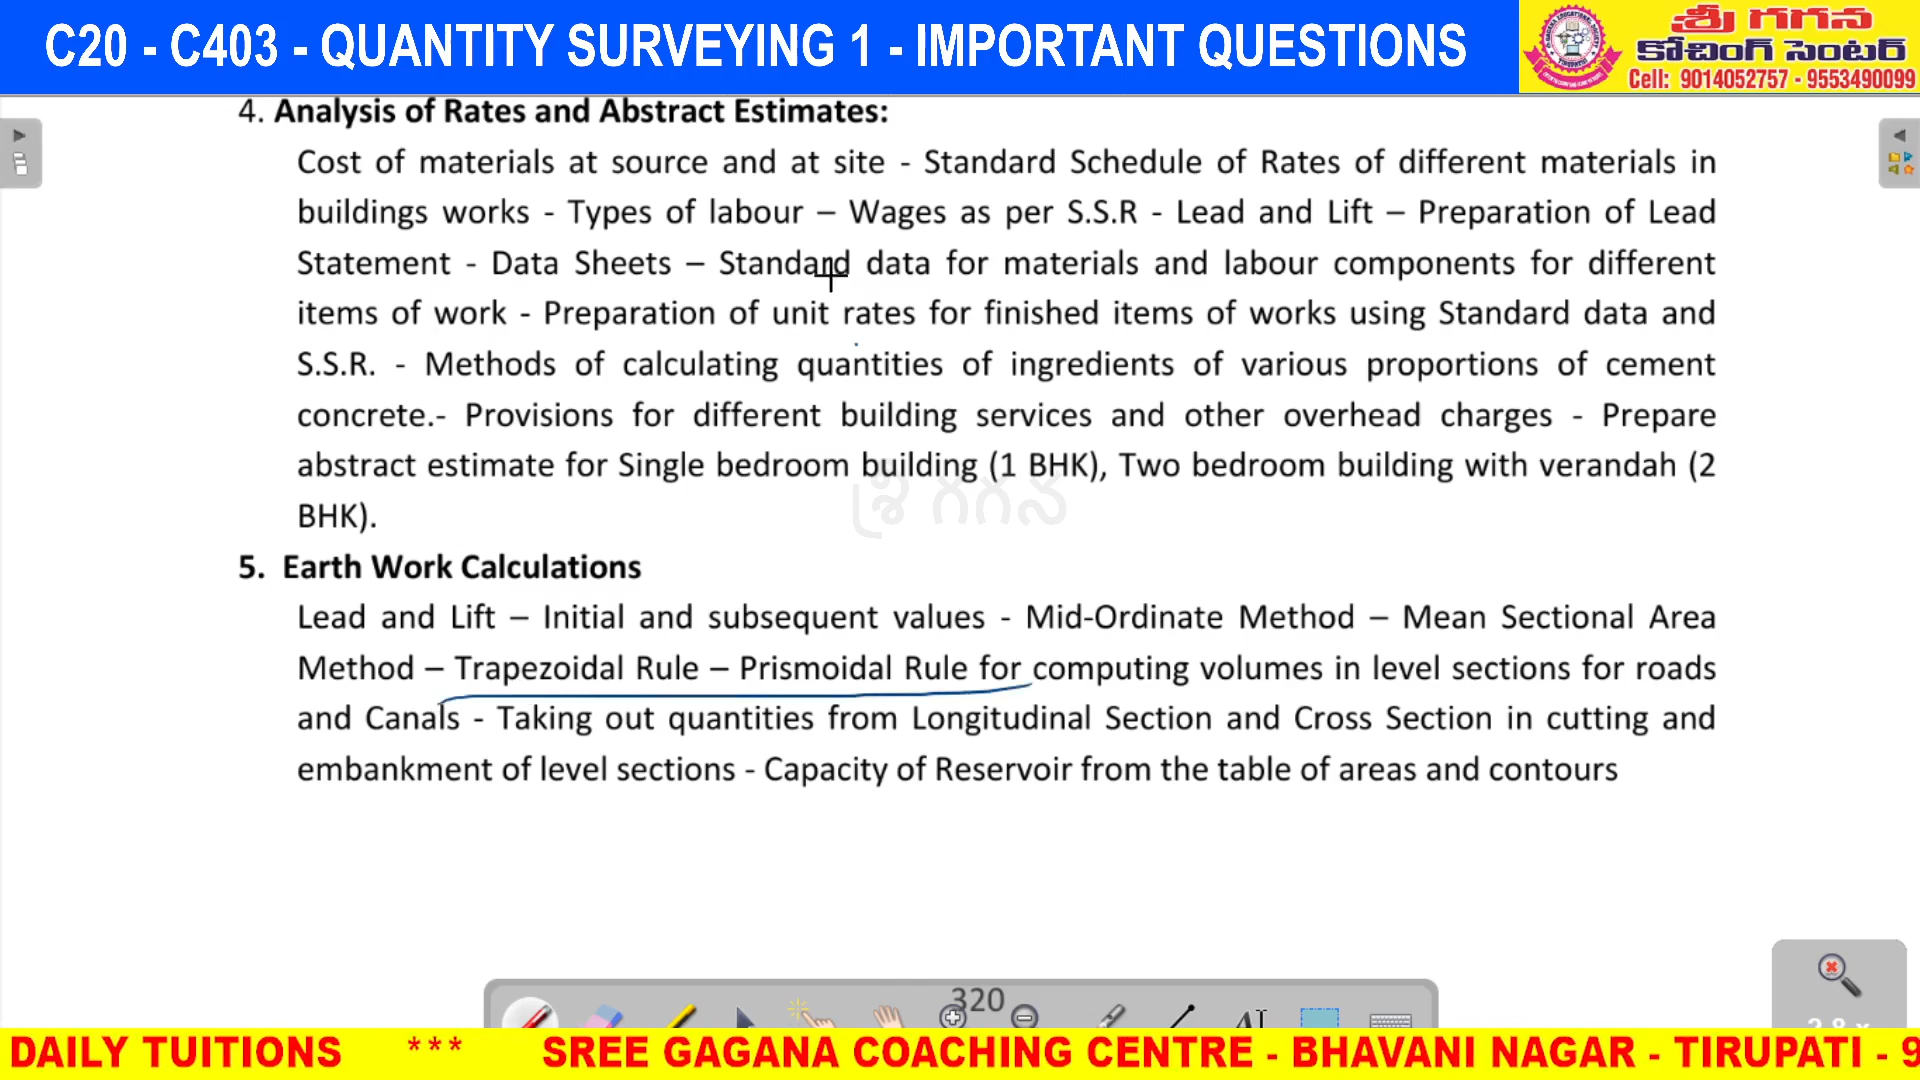 C20 - C403 - QUANTITY SURVEYING 1 - IMPORTANT QUESTIONS
శ్రీ గగన
కోచింగ్ సెంటర్
Cell: 9014052757 - 9553490099
4. Analysis of Rates and Abstract Estimates:
Cost of materials at source and at site - Standard Schedule of Rates of different materials in
buildings works - Types of labour – Wages as per S.S.R - Lead and Lift – Preparation of Lead
Statement - Data Sheets – Standard data for materials and labour components for different
items of work - Preparation of unit rates for finished items of works using Standard data and
S.S.R. - Methods of calculating quantities of ingredients of various proportions of cement
concrete.- Provisions for different building services and other overhead charges - Prepare
abstract estimate for Single bedroom building (1 BHK), Two bedroom building with verandah (2
BHK).
శ్రీ గగన
5. Earth Work Calculations
Lead and Lift – Initial and subsequent values - Mid-Ordinate Method – Mean Sectional Area
Method – Trapezoidal Rule – Prismoidal Rule for computing volumes in level sections for roads
and Canals - Taking out quantities from Longitudinal Section and Cross Section in cutting and
embankment of level sections - Capacity of Reservoir from the table of areas and contours
320
DAILY TUITIONS *** SREE GAGANA COACHING CENTRE - BHAVANI NAGAR - TIRUPATI - 9